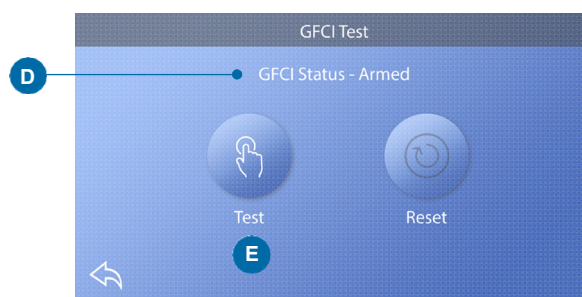 GFCI Test
D
GFCI Status - Armed
Test
Reset
E